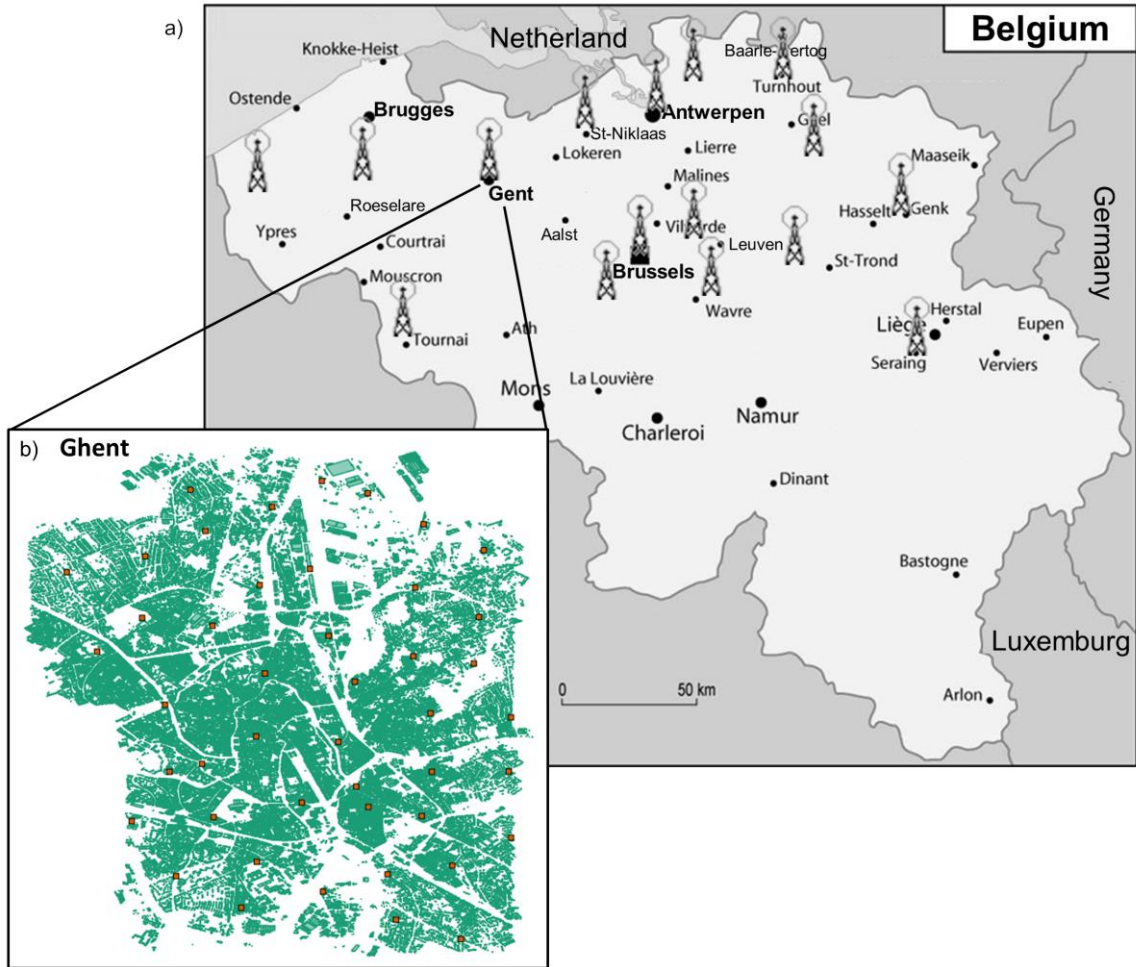 a)
Belgium
Netherland
Knokke-Heist
Baarle-Hertog
Turnhout
Ostende
Brugges
Antwerpen
Geel
St-Niklaas
Lokeren
Lierre
Maaseik
Gent
Malines
Germany
Roeselare
Hasselt
Genk
Ypres
Aalst
Vilvorde
Courtrai
Leuven
Brussels
St-Trond
Mouscron
Wavre
Herstal
Tournai
Ath
Liège
Eupen
Seraing
Verviers
La Louvière
Mons
Namur
Charleroi
b) Ghent
Dinant
Bastogne
Luxemburg
0 50 km
Arlon